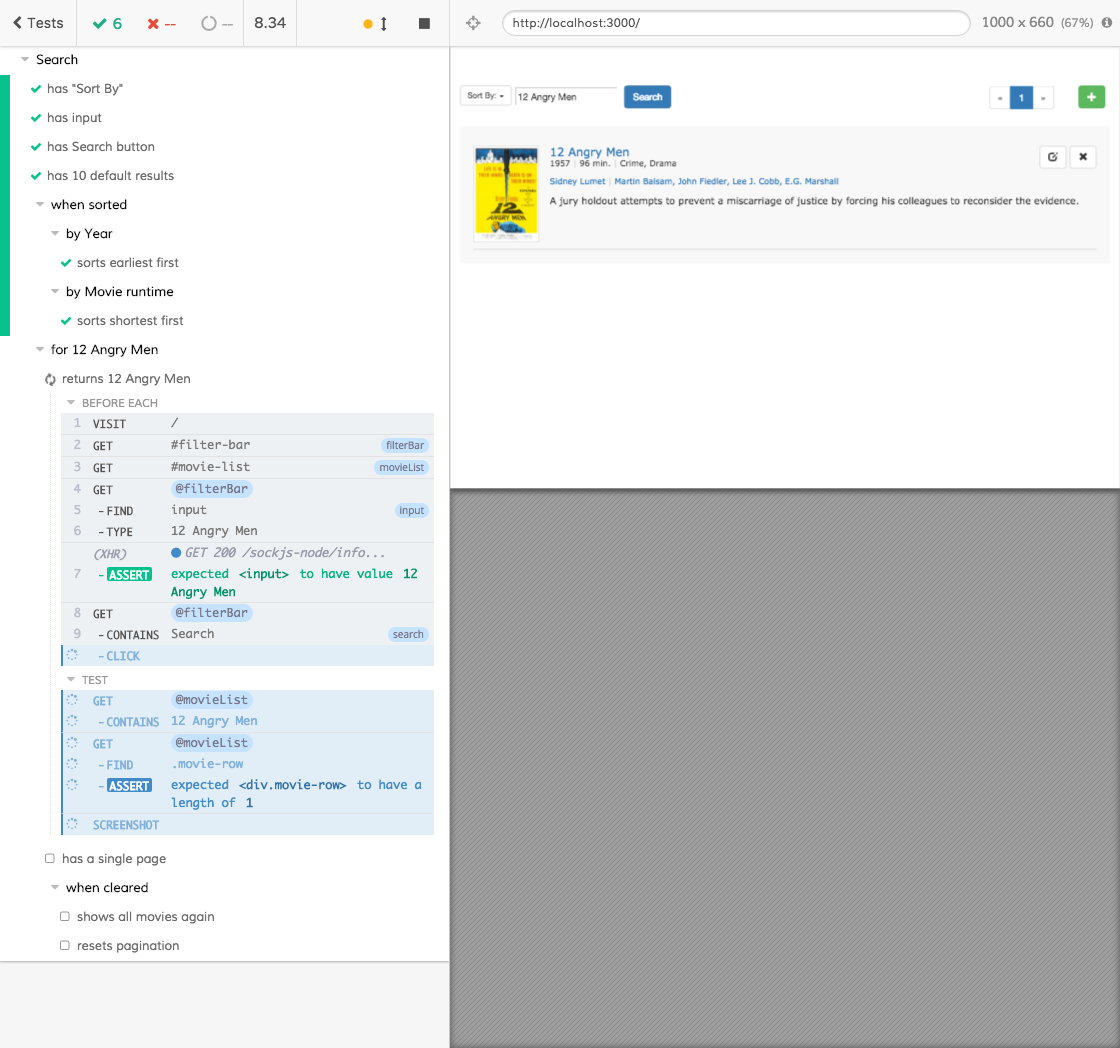 Tests 6 -- -- 8.34
http://localhost:3000/ 1000 x 660 (67%)
Search
has "Sort By"
has input
has Search button
has 10 default results
when sorted
by Year
sorts earliest first
by Movie runtime
sorts shortest first
for 12 Angry Men
returns 12 Angry Men
BEFORE EACH
1 VISIT /
2 GET #filter-bar filterBar
3 GET #movie-list movieList
4 GET @filterBar
5 -FIND input input
6 -TYPE 12 Angry Men
(XHR) GET 200 /sockjs-node/info...
7 -ASSERT expected <input> to have value 12
Angry Men
8 GET @filterBar
9 -CONTAINS Search search
-CLICK
TEST
GET @movieList
-CONTAINS 12 Angry Men
GET @movieList
-FIND .movie-row
-ASSERT expected <div.movie-row> to have a
length of 1
SCREENSHOT
has a single page
when cleared
shows all movies again
resets pagination
Sort By: 12 Angry Men Search « 1 » +
12 Angry Men
1957 | 96 min. | Crime, Drama
Sidney Lumet | Martin Balsam, John Fiedler, Lee J. Cobb, E.G. Marshall
A jury holdout attempts to prevent a miscarriage of justice by forcing his colleagues to reconsider the evidence.
12
ANGRY MEN